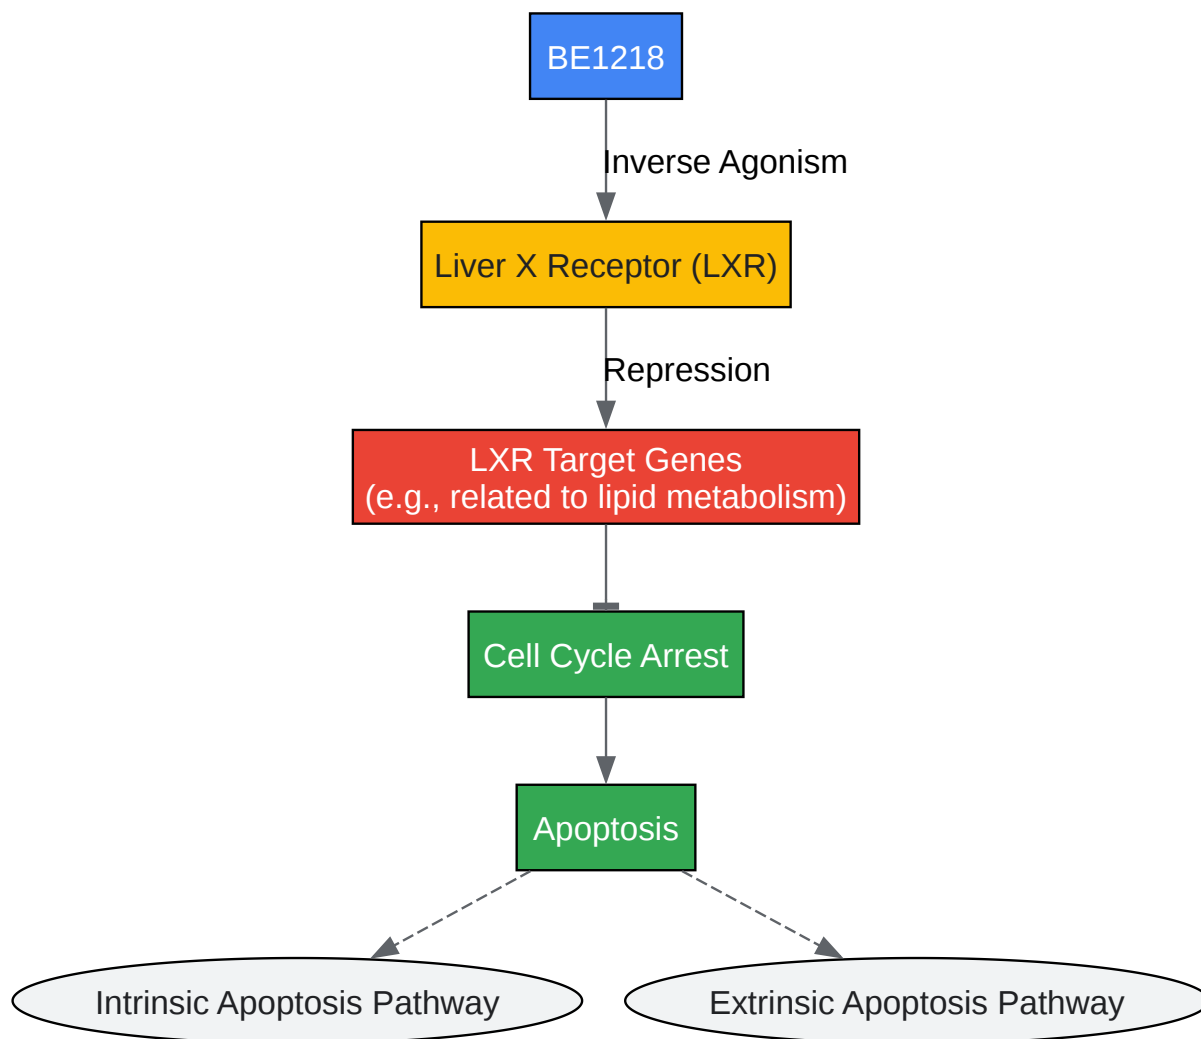 BE1218
Inverse Agonism
Liver X Receptor (LXR)
Repression
LXR Target Genes
(e.g., related to lipid metabolism)
Cell Cycle Arrest
Apoptosis
Intrinsic Apoptosis Pathway
Extrinsic Apoptosis Pathway